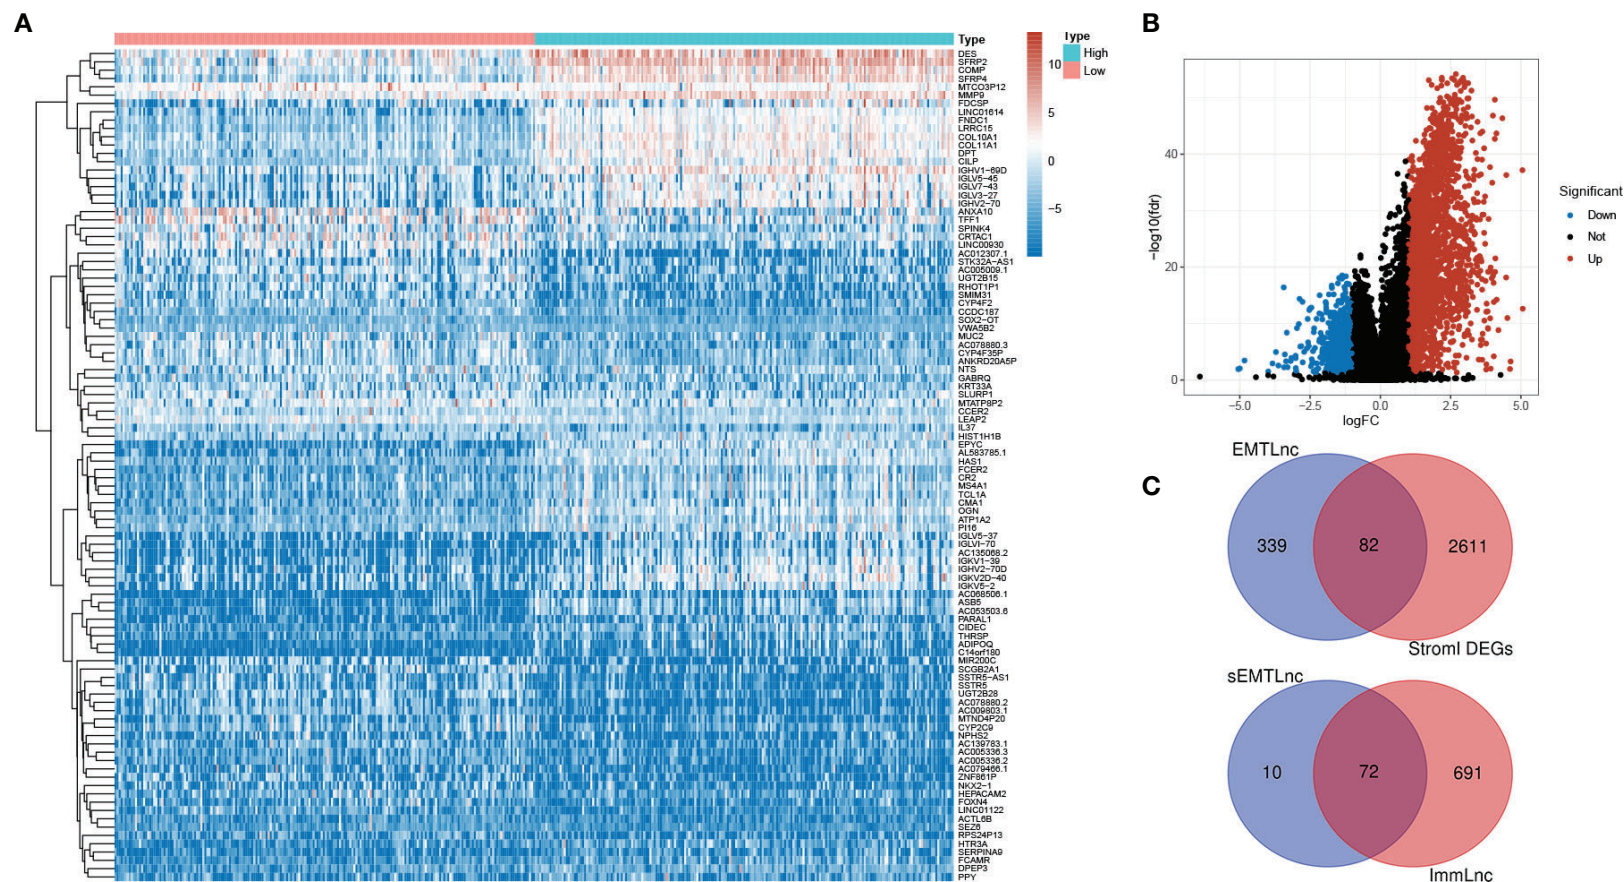 A
Type
DES
SFRP2
COMP
SFRP4
MTCO3P12
MMP9
FDCSP
LINC01614
FNDC1
LRRC15
COL10A1
COL11A1
DPT
CILP
IGHV1-69D
IGLV5-45
IGLV7-43
IGLV3-27
IGHV2-70
ANXA10
TFF1
SPINK4
CRTAC1
LINC00930
AC012307.1
STK32A-AS1
AC005009.1
UGT2B15
RHOT1P1
SMIM31
CYP4F2
CCDC187
SOX2-OT
VWA5B2
MUC2
AC078880.3
CYP4F35P
ANKRD20A5P
NTS
GABRQ
KRT33A
SLURP1
MTATP8P2
CCER2
LEAP2
IL37
HIST1H1B
EPYC
AL583785.1
HAS1
FCER2
CR2
MS4A1
TCL1A
CMA1
OGN
ATP1A2
PI16
IGLV5-37
IGLVI-70
AC135068.2
IGKV1-39
IGHV2-70D
IGKV2D-40
IGKV5-2
AC068506.1
ASB5
AC053503.6
PARAL1
CIDEC
THRSP
ADIPOQ
C14orf180
MIR200C
SCGB2A1
SSTR5-AS1
SSTR5
UGT2B28
AC078880.2
AC009803.1
MTND4P20
CYP2C9
NPHS2
AC139783.1
AC005336.3
AC005336.2
AC079466.1
ZNF861P
NKX2-1
HEPACAM2
FOXN4
LINC01122
ACTL6B
SEZ6
RPS24P13
HTR3A
SERPINA9
FCAMR
DPEP3
PPY
10
5
0
-5
Type
High
Low
B
40
20
0
-log10(fdr)
-5.0 -2.5 0.0 2.5 5.0
logFC
Significant
Down
Not
Up
C
EMTLnc
339 82 2611
Stroml DEGs
sEMTLnc
10 72 691
ImmLnc